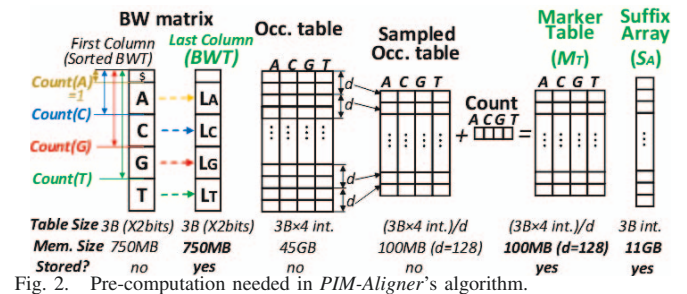 BW matrix
Occ. table
Sampled
Occ. table
Marker
Table
(MT)
Suffix
Array
(SA)
First Column
(Sorted BWT)
Last Column
(BWT)
Count(A)
=1
Count(C)
Count(G)
Count(T)
$
A
C
G
T
LA
LC
LG
LT
A C G T
d
d
d
d
A C G T
+
Count
A C G T
=
A C G T
Table Size 3B (X2bits) 3B (X2bits) 3B×4 int. (3B×4 int.)/d (3B×4 int.)/d 3B int.
Mem. Size 750MB 750MB 45GB 100MB (d=128) 100MB (d=128) 11GB
Stored? no yes no no yes yes
Fig. 2. Pre-computation needed in PIM-Aligner's algorithm.